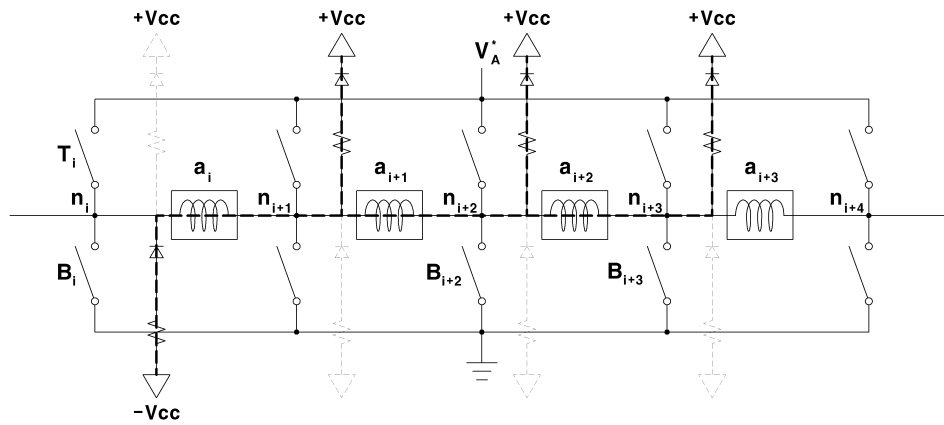 +Vcc +Vcc +Vcc +Vcc
V*A
Ti
ai ai+1 ai+2 ai+3
ni ni+1 ni+2 ni+3 ni+4
Bi Bi+2 Bi+3
−Vcc